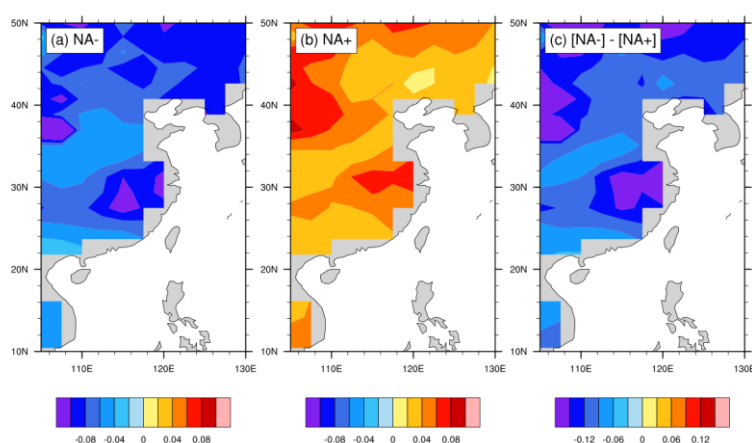 (a) NA-
(b) NA+
(c) [NA-] - [NA+]
50N
40N
30N
20N
10N
110E
120E
130E
50N
40N
30N
20N
10N
110E
120E
130E
50N
40N
30N
20N
10N
110E
120E
130E
-0.08 -0.04 0 0.04 0.08
-0.08 -0.04 0 0.04 0.08
-0.12 -0.06 0 0.06 0.12